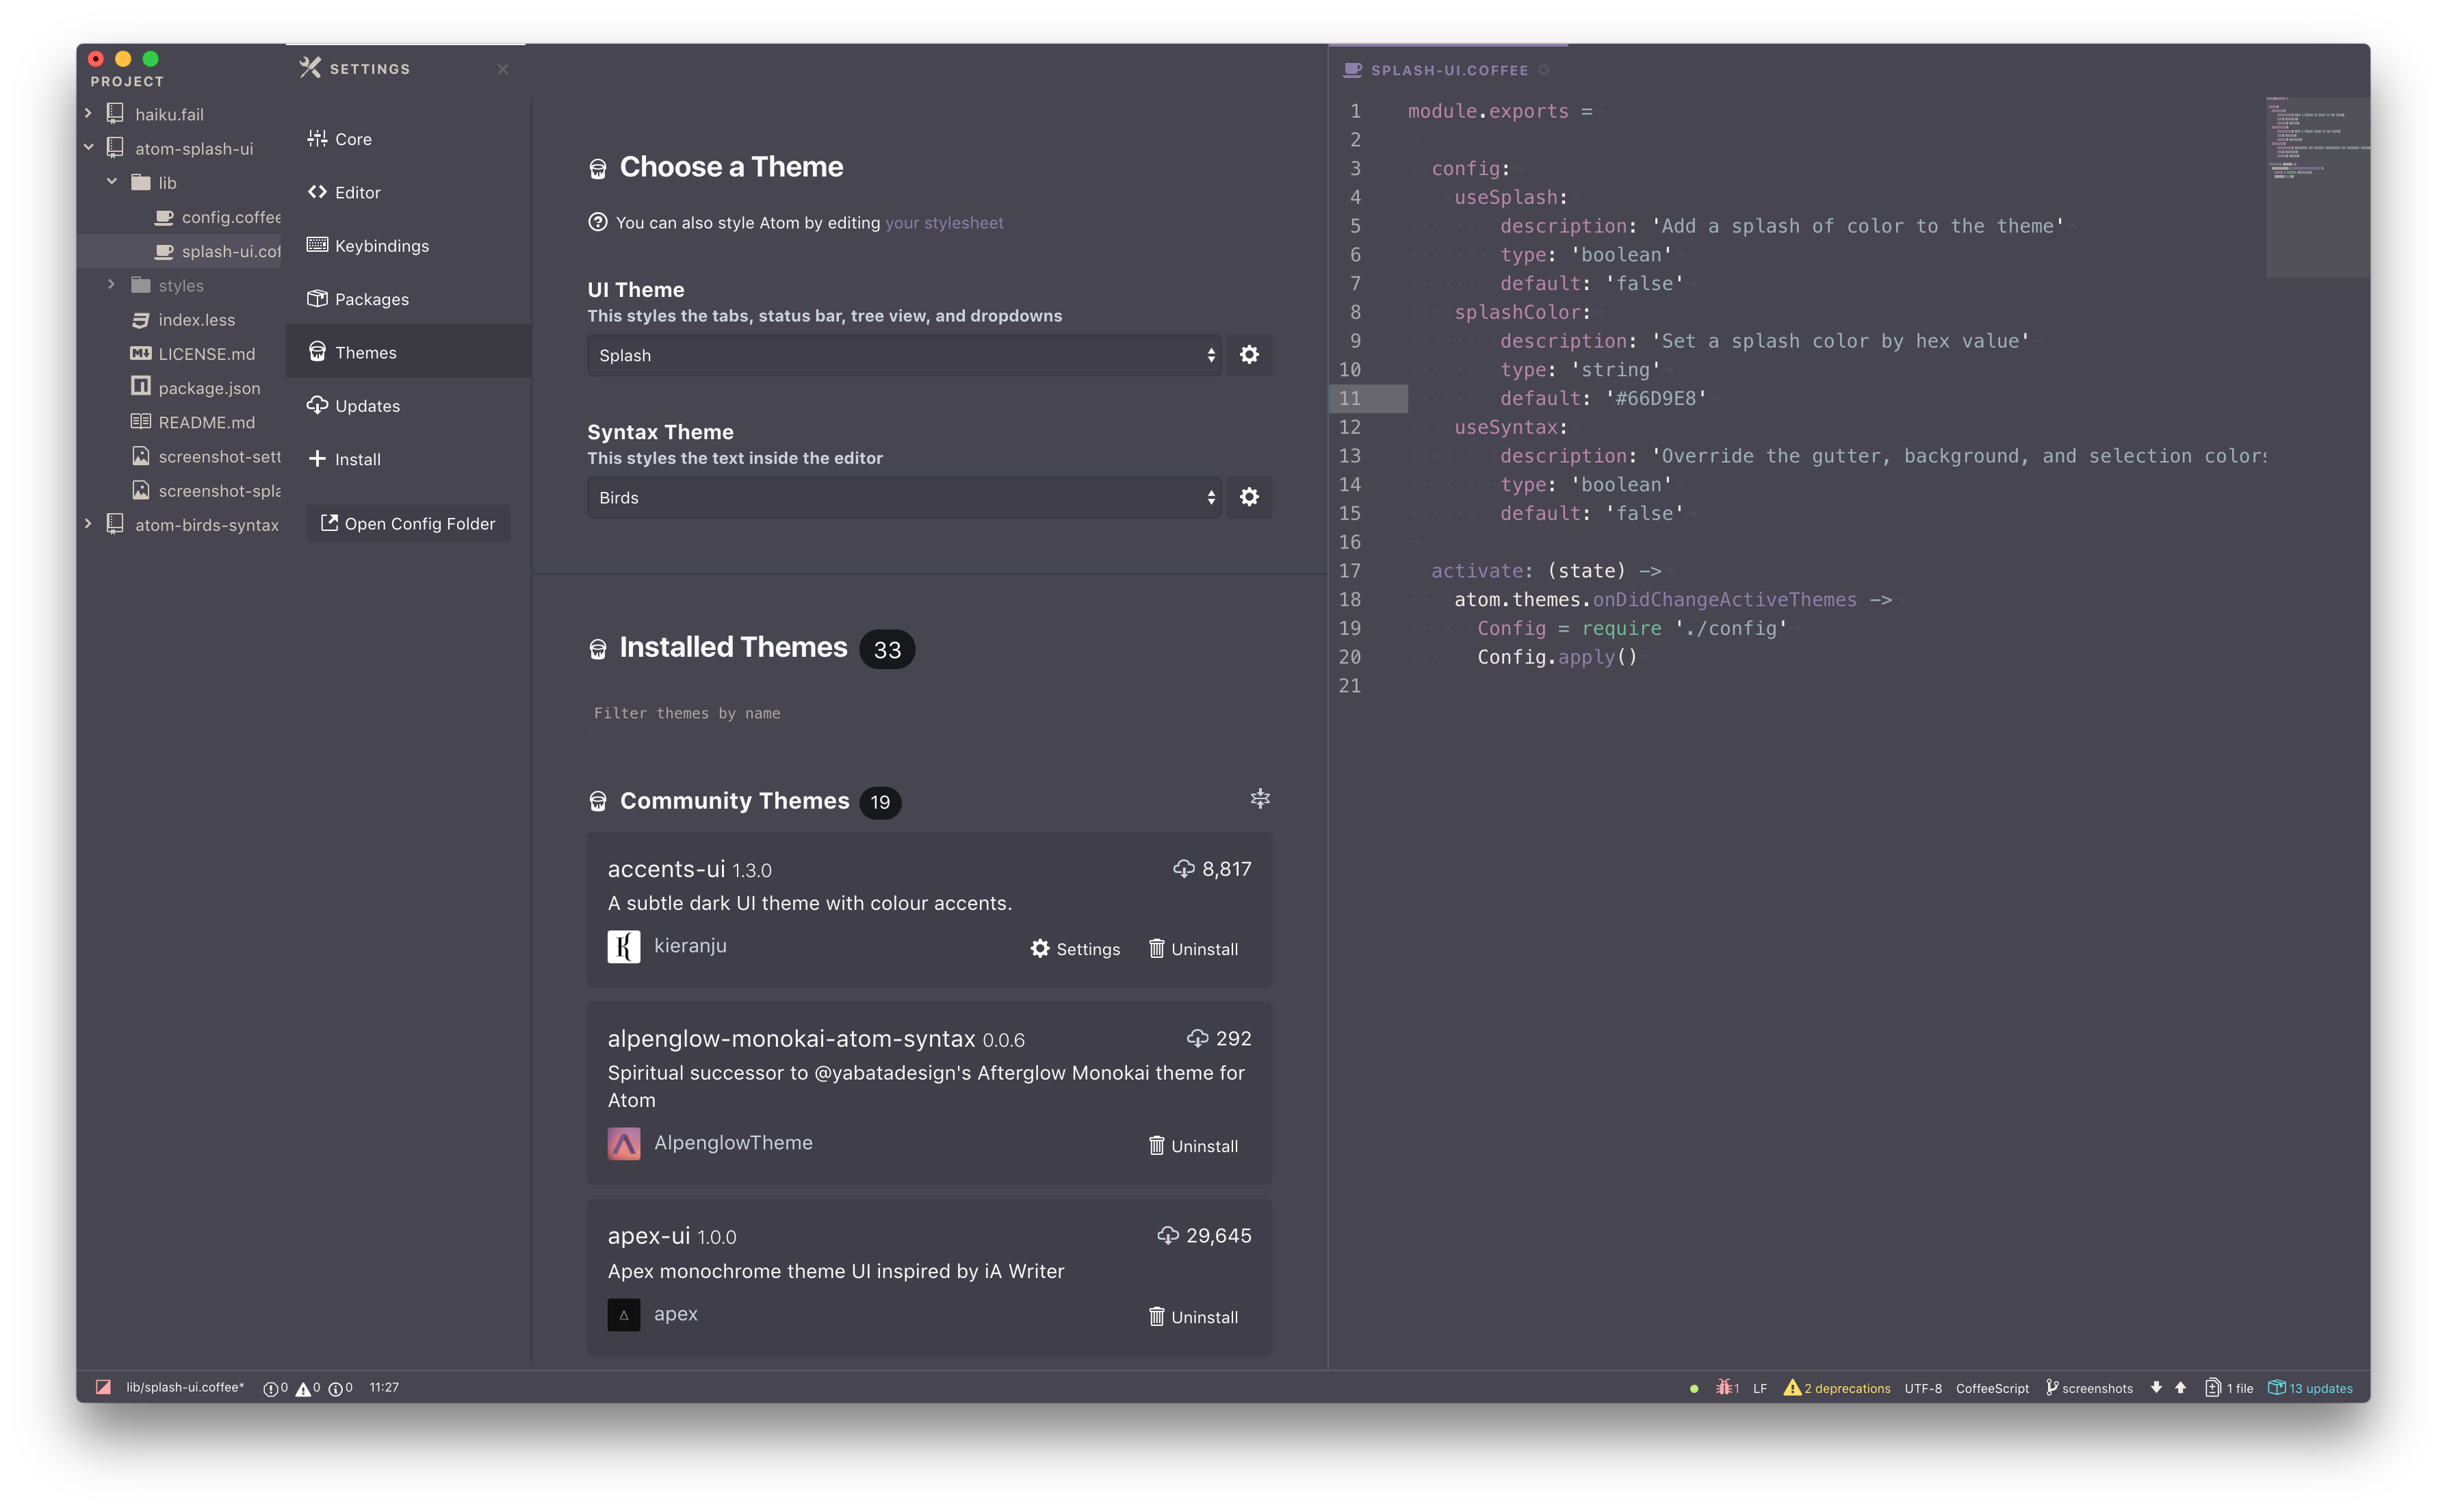 PROJECT
haiku.fail
atom-splash-ui
lib
config.coffee
splash-ui.cof
styles
index.less
LICENSE.md
package.json
README.md
screenshot-sett
screenshot-spla
atom-birds-syntax
SETTINGS
Core
Editor
Keybindings
Packages
Themes
Updates
Install
Open Config Folder
Choose a Theme
You can also style Atom by editing your stylesheet
UI Theme
This styles the tabs, status bar, tree view, and dropdowns
Splash
Syntax Theme
This styles the text inside the editor
Birds
Installed Themes 33
Filter themes by name
Community Themes 19
accents-ui 1.3.0 8,817
A subtle dark UI theme with colour accents.
kieranju Settings Uninstall
alpenglow-monokai-atom-syntax 0.0.6 292
Spiritual successor to @yabatadesign's Afterglow Monokai theme for
Atom
AlpenglowTheme Uninstall
apex-ui 1.0.0 29,645
Apex monochrome theme UI inspired by iA Writer
apex Uninstall
SPLASH-UI.COFFEE
1 module.exports =
2
3 config:
4 useSplash:
5 description: 'Add a splash of color to the theme'
6 type: 'boolean'
7 default: 'false'
8 splashColor:
9 description: 'Set a splash color by hex value'
10 type: 'string'
11 default: '#66D9E8'
12 useSyntax:
13 description: 'Override the gutter, background, and selection colors
14 type: 'boolean'
15 default: 'false'
16
17 activate: (state) ->
18 atom.themes.onDidChangeActiveThemes ->
19 Config = require './config'
20 Config.apply()
21
lib/splash-ui.coffee* 0 0 0 11:27
1 LF 2 deprecations UTF-8 CoffeeScript screenshots 1 file 13 updates